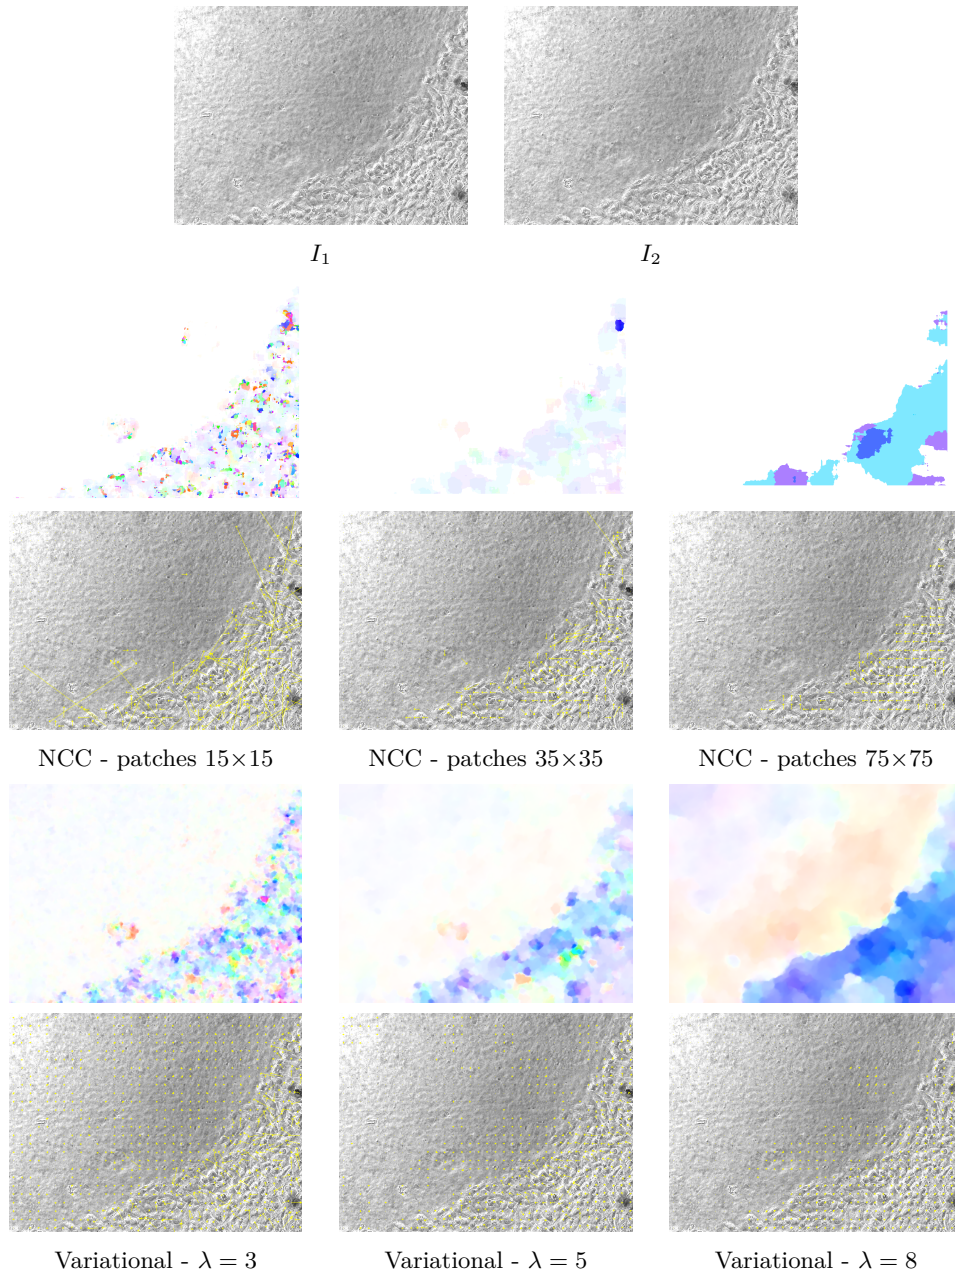 I₁ I₂
NCC - patches 15×15 NCC - patches 35×35 NCC - patches 75×75
Variational - λ = 3 Variational - λ = 5 Variational - λ = 8